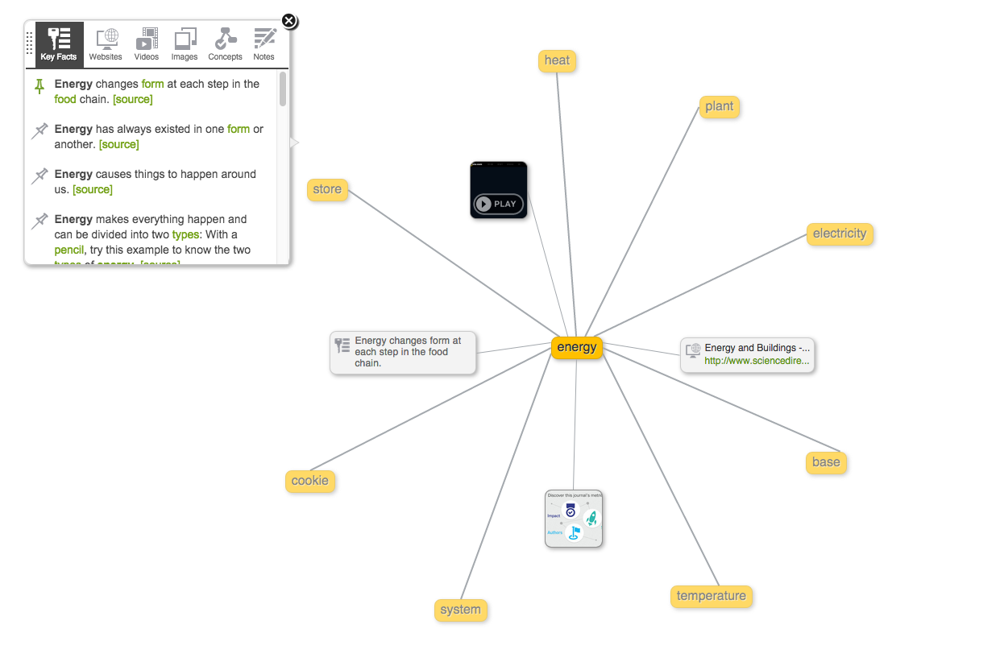 Key Facts
Websites
Videos
Images
Concepts
Notes
Energy changes form at each step in the
food chain. [source]
Energy has always existed in one form or
another. [source]
Energy causes things to happen around
us. [source]
Energy makes everything happen and
can be divided into two types: With a
pencil, try this example to know the two
types of energy. [source]
heat
plant
PLAY
store
electricity
Energy changes form at
each step in the food
chain.
energy
Energy and Buildings -...
http://www.sciencedire...
base
cookie
Discover this journal's metri
Impact
Authors
system
temperature